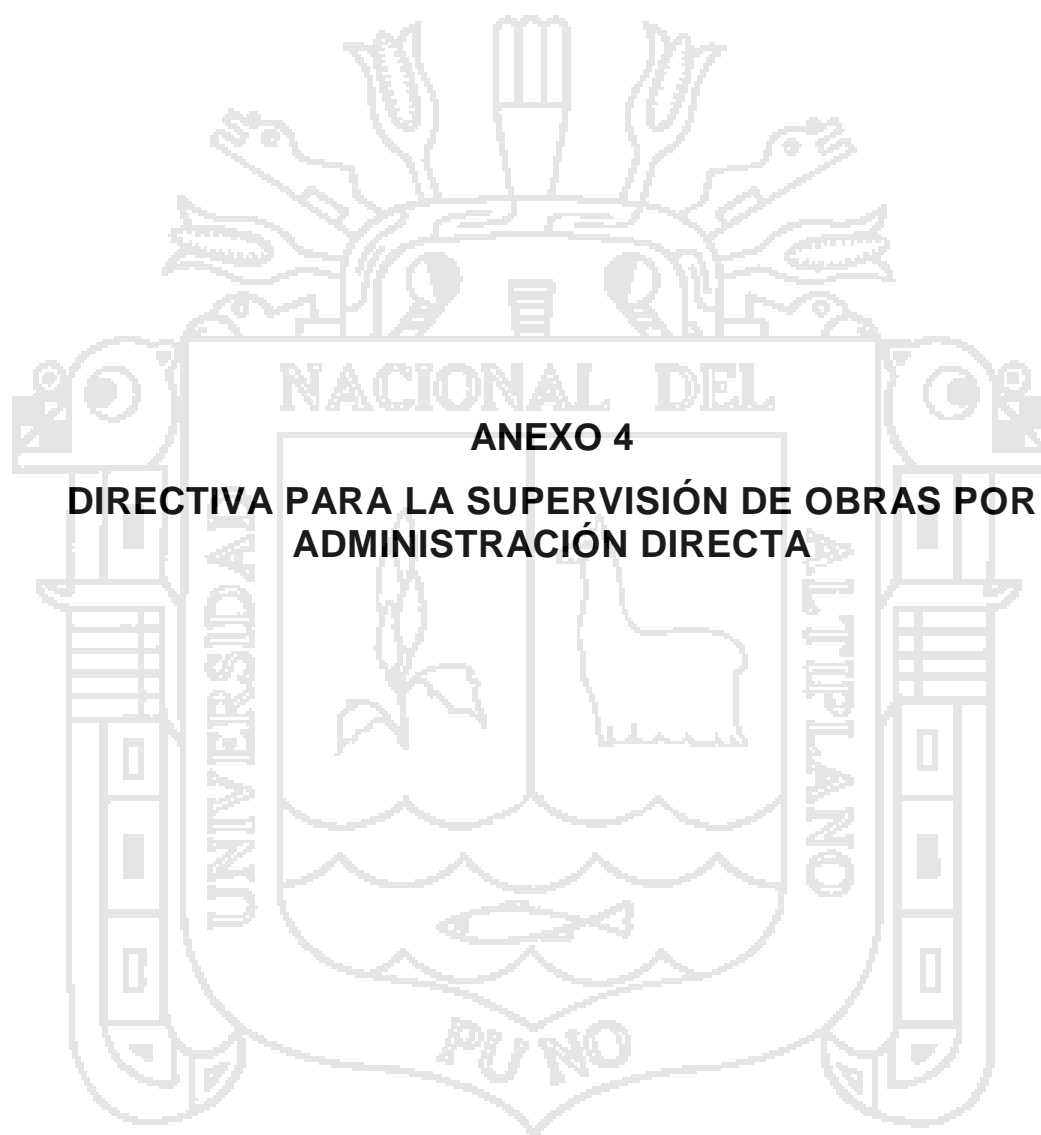 NACIONAL DEL
ANEXO 4
DIRECTIVA PARA LA SUPERVISIÓN DE OBRAS POR
ADMINISTRACIÓN DIRECTA
UNIVERSIDAD
ALTIPLANO
PUNO